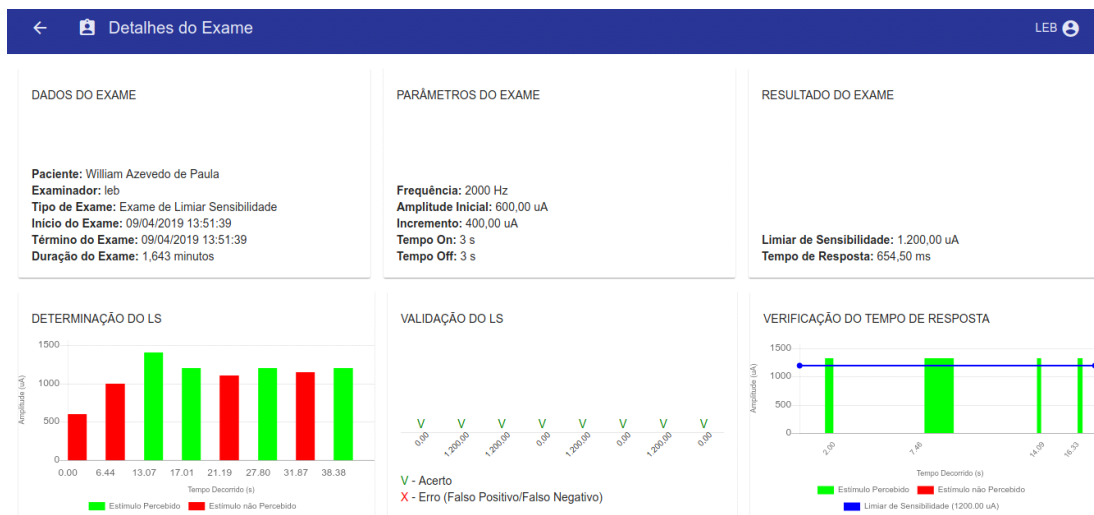 Detalhes do Exame
LEB
DADOS DO EXAME
Paciente: William Azevedo de Paula
Examinador: leb
Tipo de Exame: Exame de Limiar Sensibilidade
Início do Exame: 09/04/2019 13:51:39
Término do Exame: 09/04/2019 13:51:39
Duração do Exame: 1,643 minutos
PARÂMETROS DO EXAME
Frequência: 2000 Hz
Amplitude Inicial: 600,00 uA
Incremento: 400,00 uA
Tempo On: 3 s
Tempo Off: 3 s
RESULTADO DO EXAME
Limiar de Sensibilidade: 1.200,00 uA
Tempo de Resposta: 654,50 ms
DETERMINAÇÃO DO LS
Amplitude (uA)
1500
1000
500
0
0.00 6.44 13.07 17.01 21.19 27.80 31.87 38.38
Tempo Decorrido (s)
Estímulo Percebido Estímulo não Percebido
VALIDAÇÃO DO LS
V V V V V V V V
0,00 1.200,00 1.200,00 0,00 1.200,00 0,00 1.200,00 0,00
V - Acerto
X - Erro (Falso Positivo/Falso Negativo)
VERIFICAÇÃO DO TEMPO DE RESPOSTA
Amplitude (uA)
1500
1000
500
0
2.00 7.46 14.09 16.33
Tempo Decorrido (s)
Estímulo Percebido Estímulo não Percebido
Limiar de Sensibilidade (1200.00 uA)